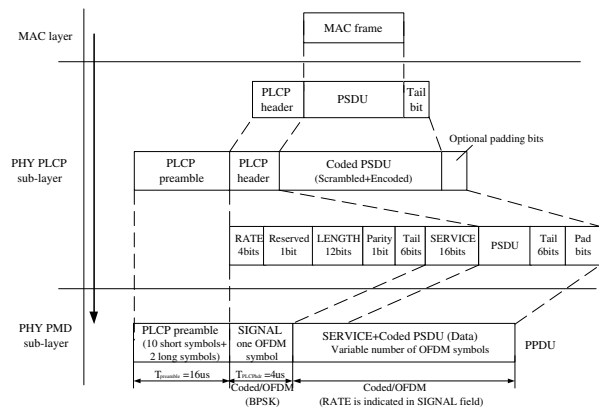 MAC layer
MAC frame
PLCP header
PSDU
Tail bit
Optional padding bits
PHY PLCP sub-layer
PLCP preamble
PLCP header
Coded PSDU
(Scrambled+Encoded)
RATE 4bits
Reserved 1bit
LENGTH 12bits
Parity 1bit
Tail 6bits
SERVICE 16bits
PSDU
Tail 6bits
Pad bits
PHY PMD sub-layer
PLCP preamble
(10 short symbols+
2 long symbols)
SIGNAL
one OFDM
symbol
SERVICE+Coded PSDU (Data)
Variable number of OFDM symbols
PPDU
Tpreamble =16us
TPLCPhdr =4us
Coded/OFDM
(BPSK)
Coded/OFDM
(RATE is indicated in SIGNAL field)